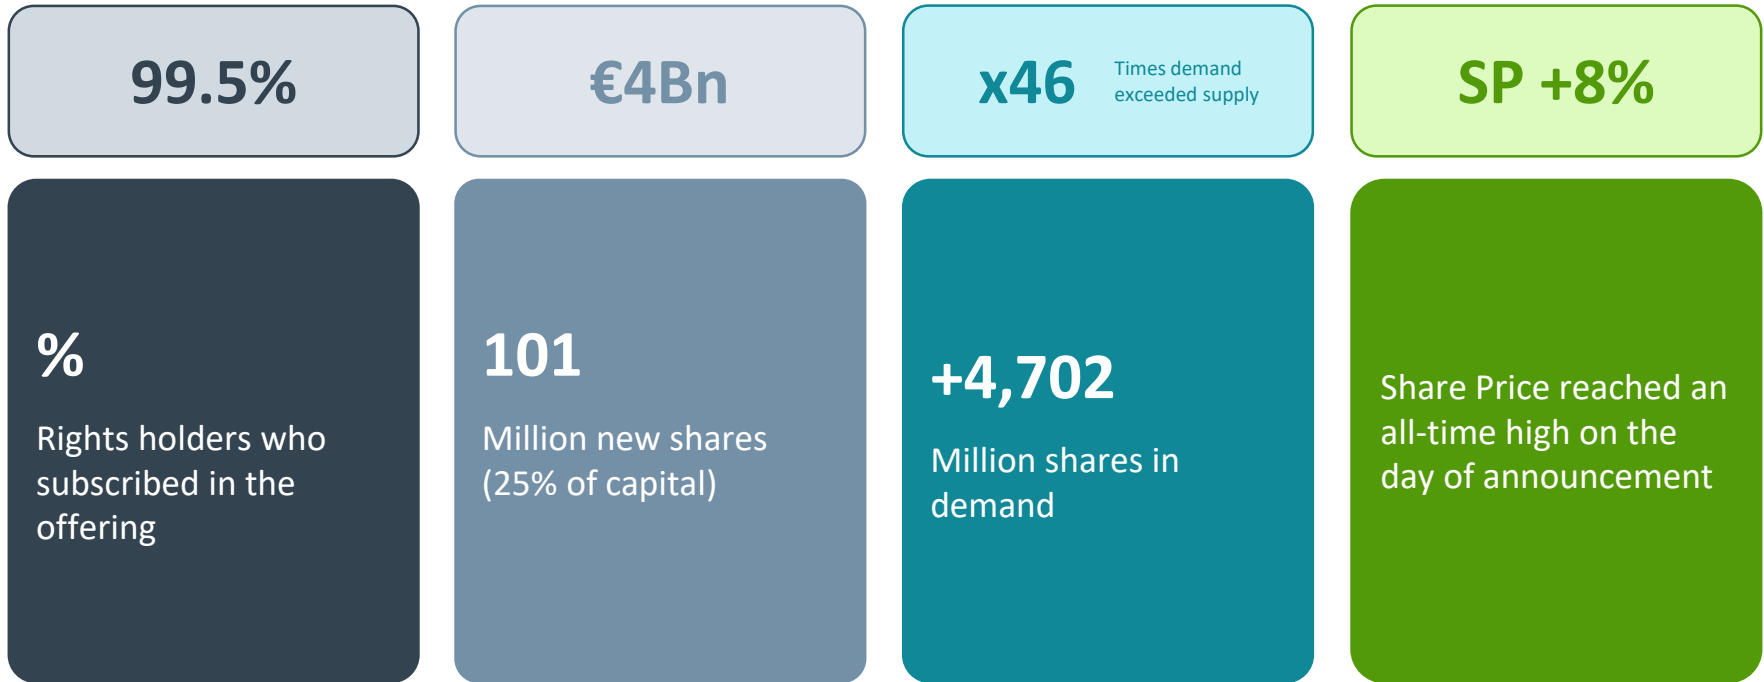 99.5%
€4Bn
x46
Times demand
exceeded supply
SP +8%
%
Rights holders who
subscribed in the
offering
101
Million new shares
(25% of capital)
+4,702
Million shares in
demand
Share Price reached an
all-time high on the
day of announcement